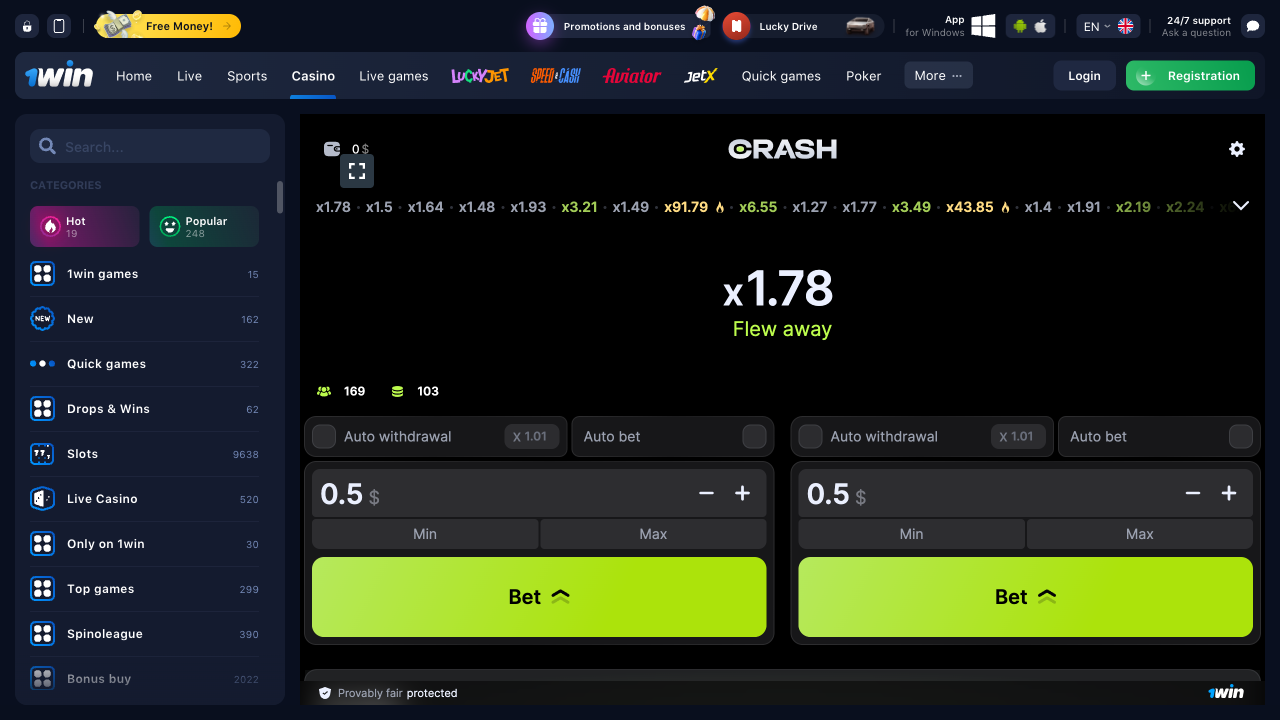 Free Money!
Promotions and bonuses
Lucky Drive
App
for Windows
EN
24/7 support
Ask a question
1win
Home
Live
Sports
Casino
Live games
LUCKYJET
SPEED & CASH
Aviator
JetX
Quick games
Poker
More ···
Login
Registration
Search...
CATEGORIES
Hot
19
Popular
248
1win games 15
NEW New 162
Quick games 322
Drops & Wins 62
Slots 9638
Live Casino 520
Only on 1win 30
Top games 299
Spinoleague 390
Bonus buy 2022
0 $
CRASH
x1.78 · x1.5 · x1.64 · x1.48 · x1.93 · x3.21 · x1.49 · x91.79 · x6.55 · x1.27 · x1.77 · x3.49 · x43.85 · x1.4 · x1.91 · x2.19 · x2.24
x1.78
Flew away
169 103
Auto withdrawal X 1.01 Auto bet
0.5 $
Min Max
Bet
Auto withdrawal X 1.01 Auto bet
0.5 $
Min Max
Bet
Provably fair protected
1win